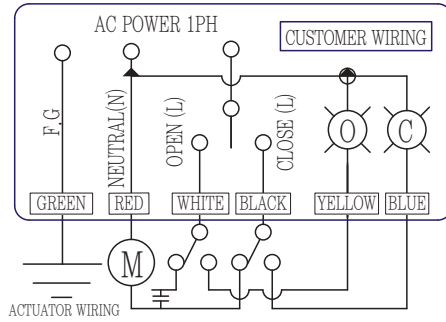 AC POWER 1PH
CUSTOMER WIRING
F.G
NEUTRAL(N)
OPEN (L)
CLOSE (L)
O
C
GREEN
RED
WHITE
BLACK
YELLOW
BLUE
M
ACTUATOR WIRING